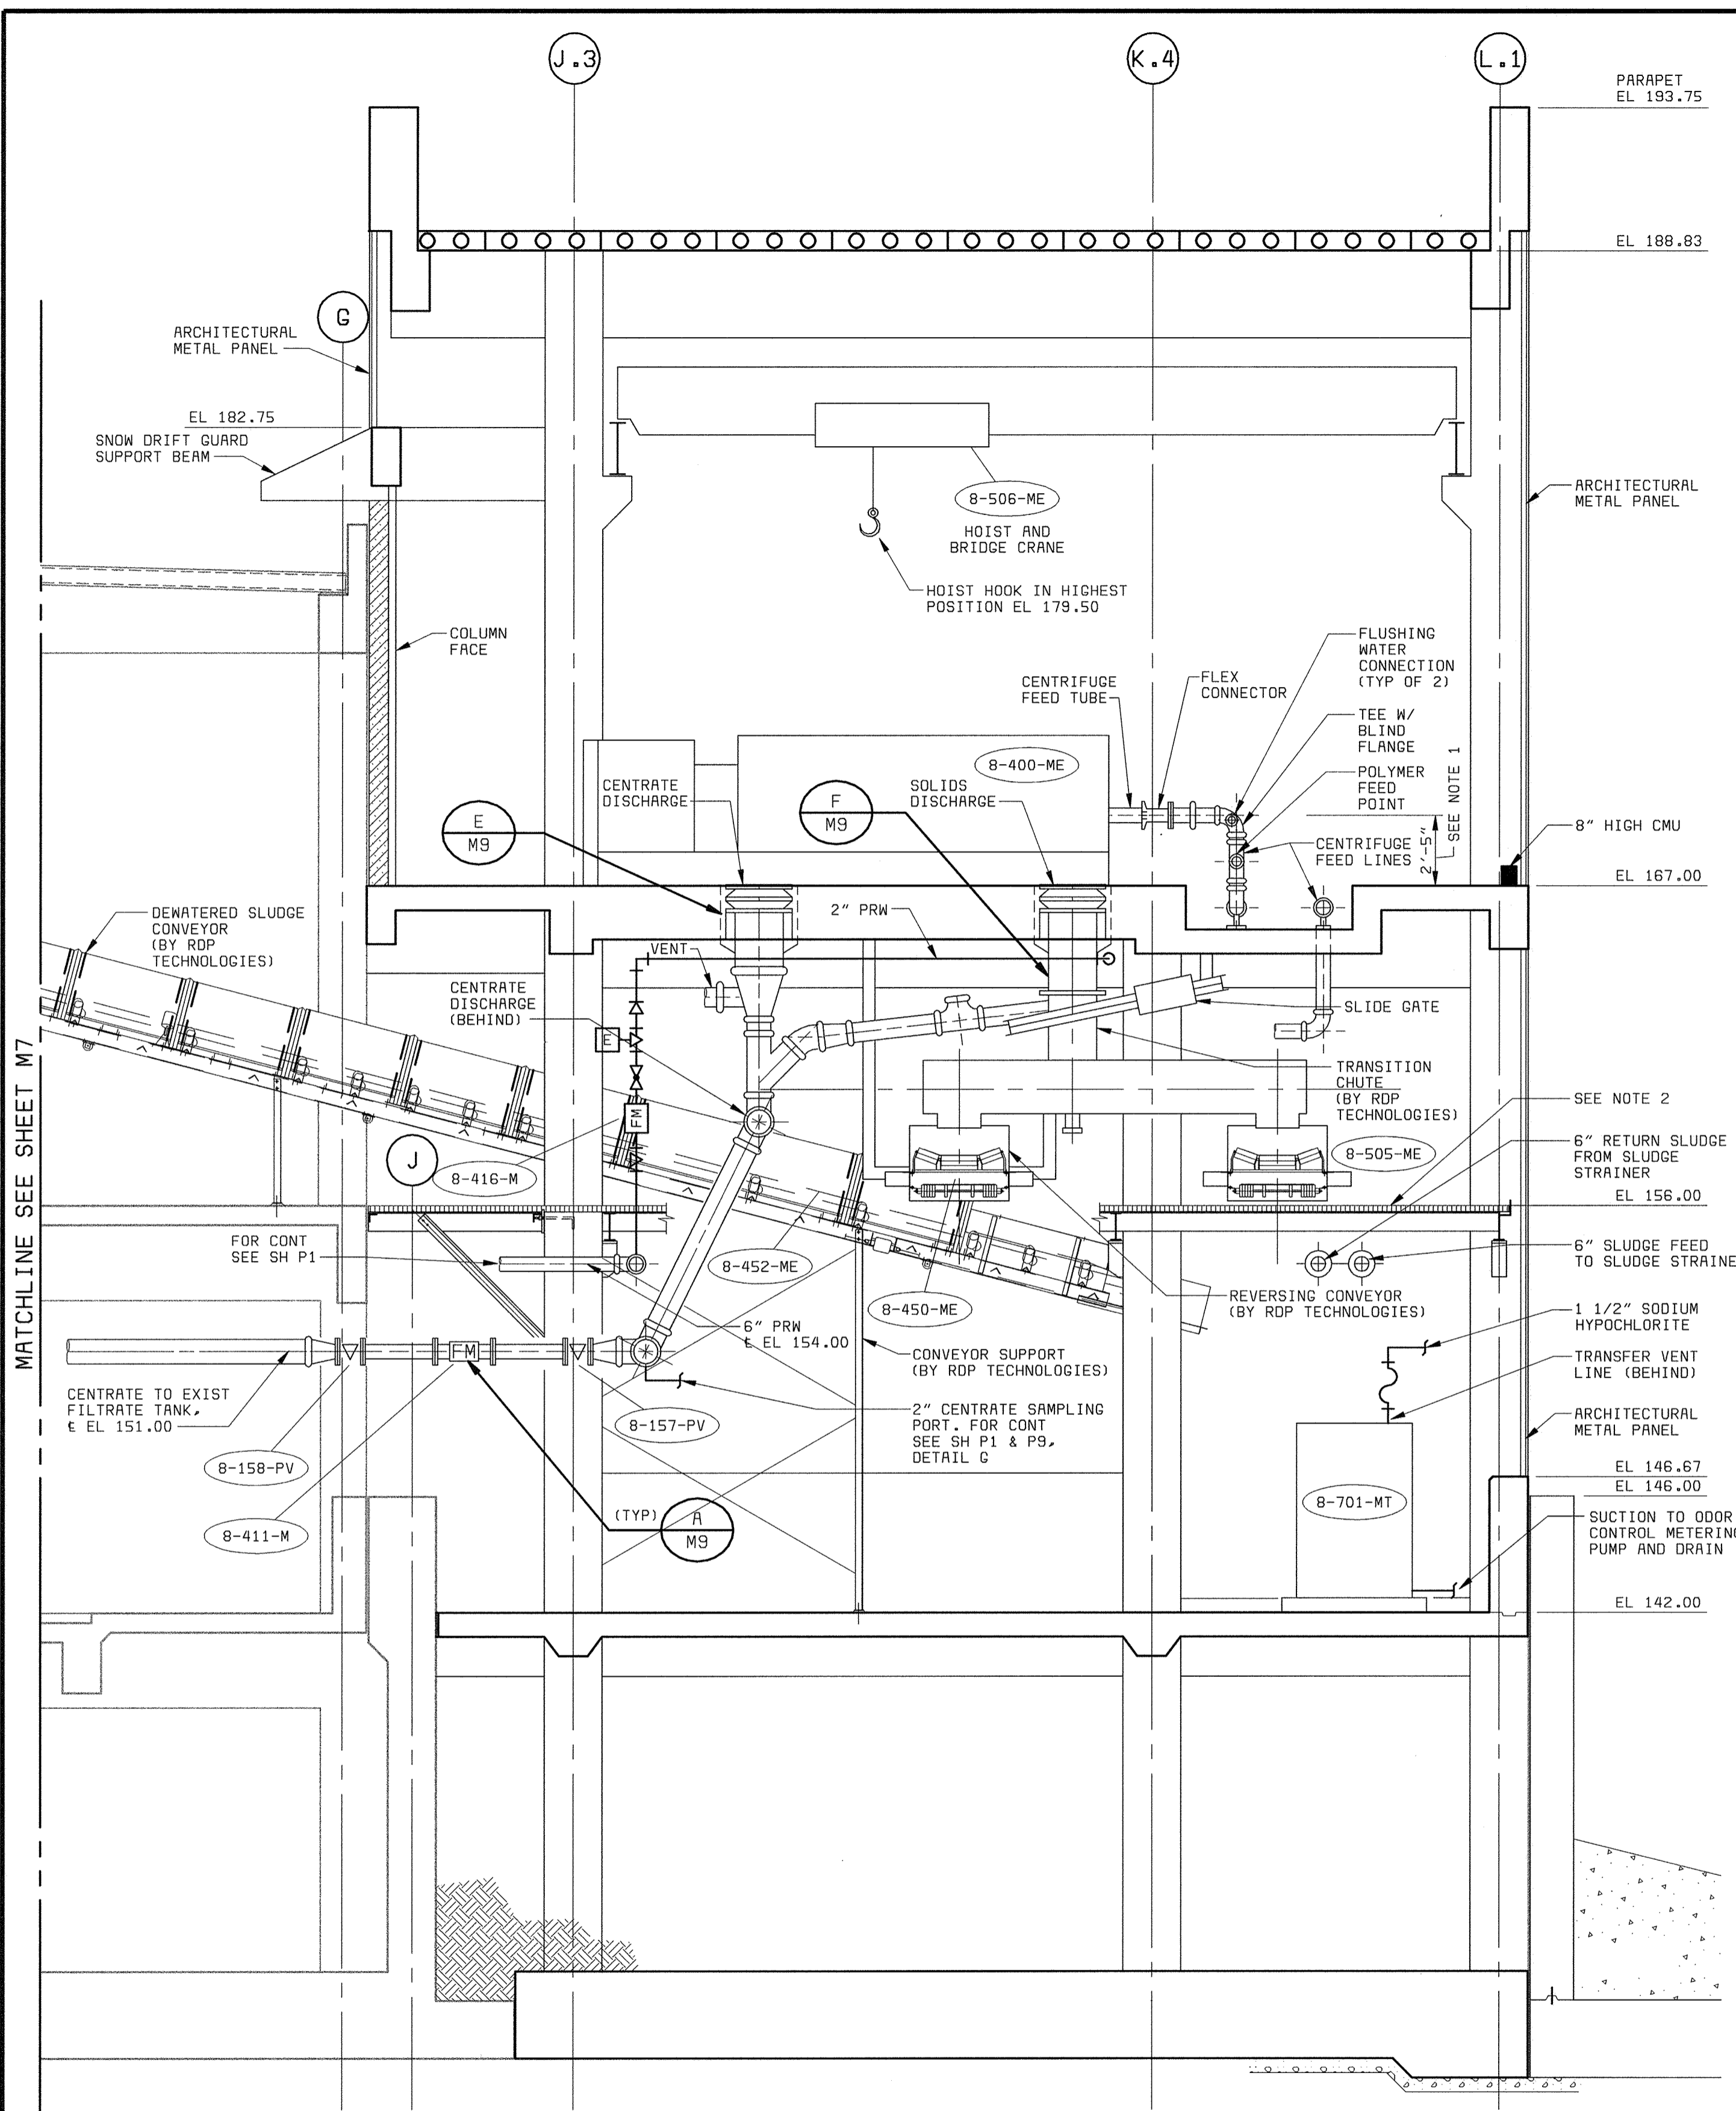 J.3
K.4
L.1
PARAPET
EL 193.75
EL 188.83
G
ARCHITECTURAL
METAL PANEL
EL 182.75
SNOW DRIFT GUARD
SUPPORT BEAM
8-506-ME
HOIST AND
BRIDGE CRANE
ARCHITECTURAL
METAL PANEL
HOIST HOOK IN HIGHEST
POSITION EL 179.50
COLUMN
FACE
FLUSHING
WATER
CONNECTION
(TYP OF 2)
CENTRIFUGE
FEED TUBE
FLEX
CONNECTOR
TEE W/
BLIND
FLANGE
8-400-ME
POLYMER
FEED
POINT
SEE NOTE 1
2'-5"
CENTRATE
DISCHARGE
SOLIDS
DISCHARGE
E
M9
F
M9
CENTRIFUGE
FEED LINES
8" HIGH CMU
EL 167.00
DEWATERED SLUDGE
CONVEYOR
(BY RDP
TECHNOLOGIES)
2" PRW
VENT
CENTRATE
DISCHARGE
(BEHIND)
SLIDE GATE
E
FM
TRANSITION
CHUTE
(BY RDP
TECHNOLOGIES)
SEE NOTE 2
MATCHLINE SEE SHEET M7
J
8-416-M
8-505-ME
6" RETURN SLUDGE
FROM SLUDGE
STRAINER
EL 156.00
FOR CONT
SEE SH P1
8-452-ME
6" SLUDGE FEED
TO SLUDGE STRAINE
8-450-ME
REVERSING CONVEYOR
(BY RDP TECHNOLOGIES)
1 1/2" SODIUM
HYPOCHLORITE
6" PRW
℄ EL 154.00
FM
CONVEYOR SUPPORT
(BY RDP TECHNOLOGIES)
TRANSFER VENT
LINE (BEHIND)
CENTRATE TO EXIST
FILTRATE TANK,
℄ EL 151.00
8-157-PV
2" CENTRATE SAMPLING
PORT. FOR CONT
SEE SH P1 & P9,
DETAIL G
ARCHITECTURAL
METAL PANEL
8-158-PV
EL 146.67
EL 146.00
8-701-MT
8-411-M
(TYP)
A
M9
SUCTION TO ODOR
CONTROL METERING
PUMP AND DRAIN
EL 142.00